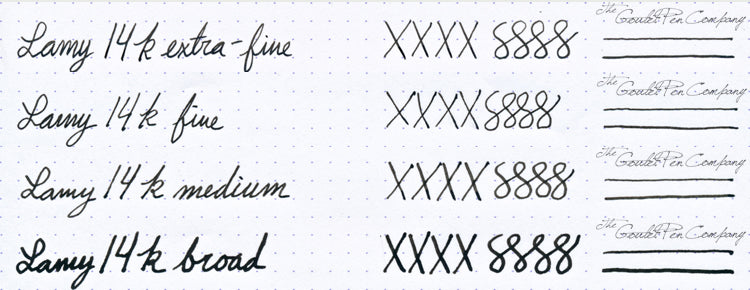 Lamy 14k extra-fine XXXX 8888 The Goulet Pen Company
Lamy 14k fine XXXX 8888 The Goulet Pen Company
Lamy 14k medium XXXX 8888 The Goulet Pen Company
Lamy 14k broad XXXX 8888 The Goulet Pen Company